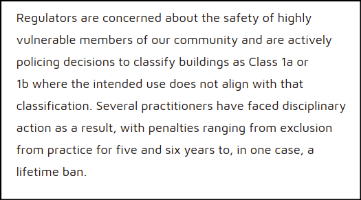 Regulators are concerned about the safety of highly
vulnerable members of our community and are actively
policing decisions to classify buildings as Class 1a or
1b where the intended use does not align with that
classification. Several practitioners have faced disciplinary
action as a result, with penalties ranging from exclusion
from practice for five and six years to, in one case, a
lifetime ban.